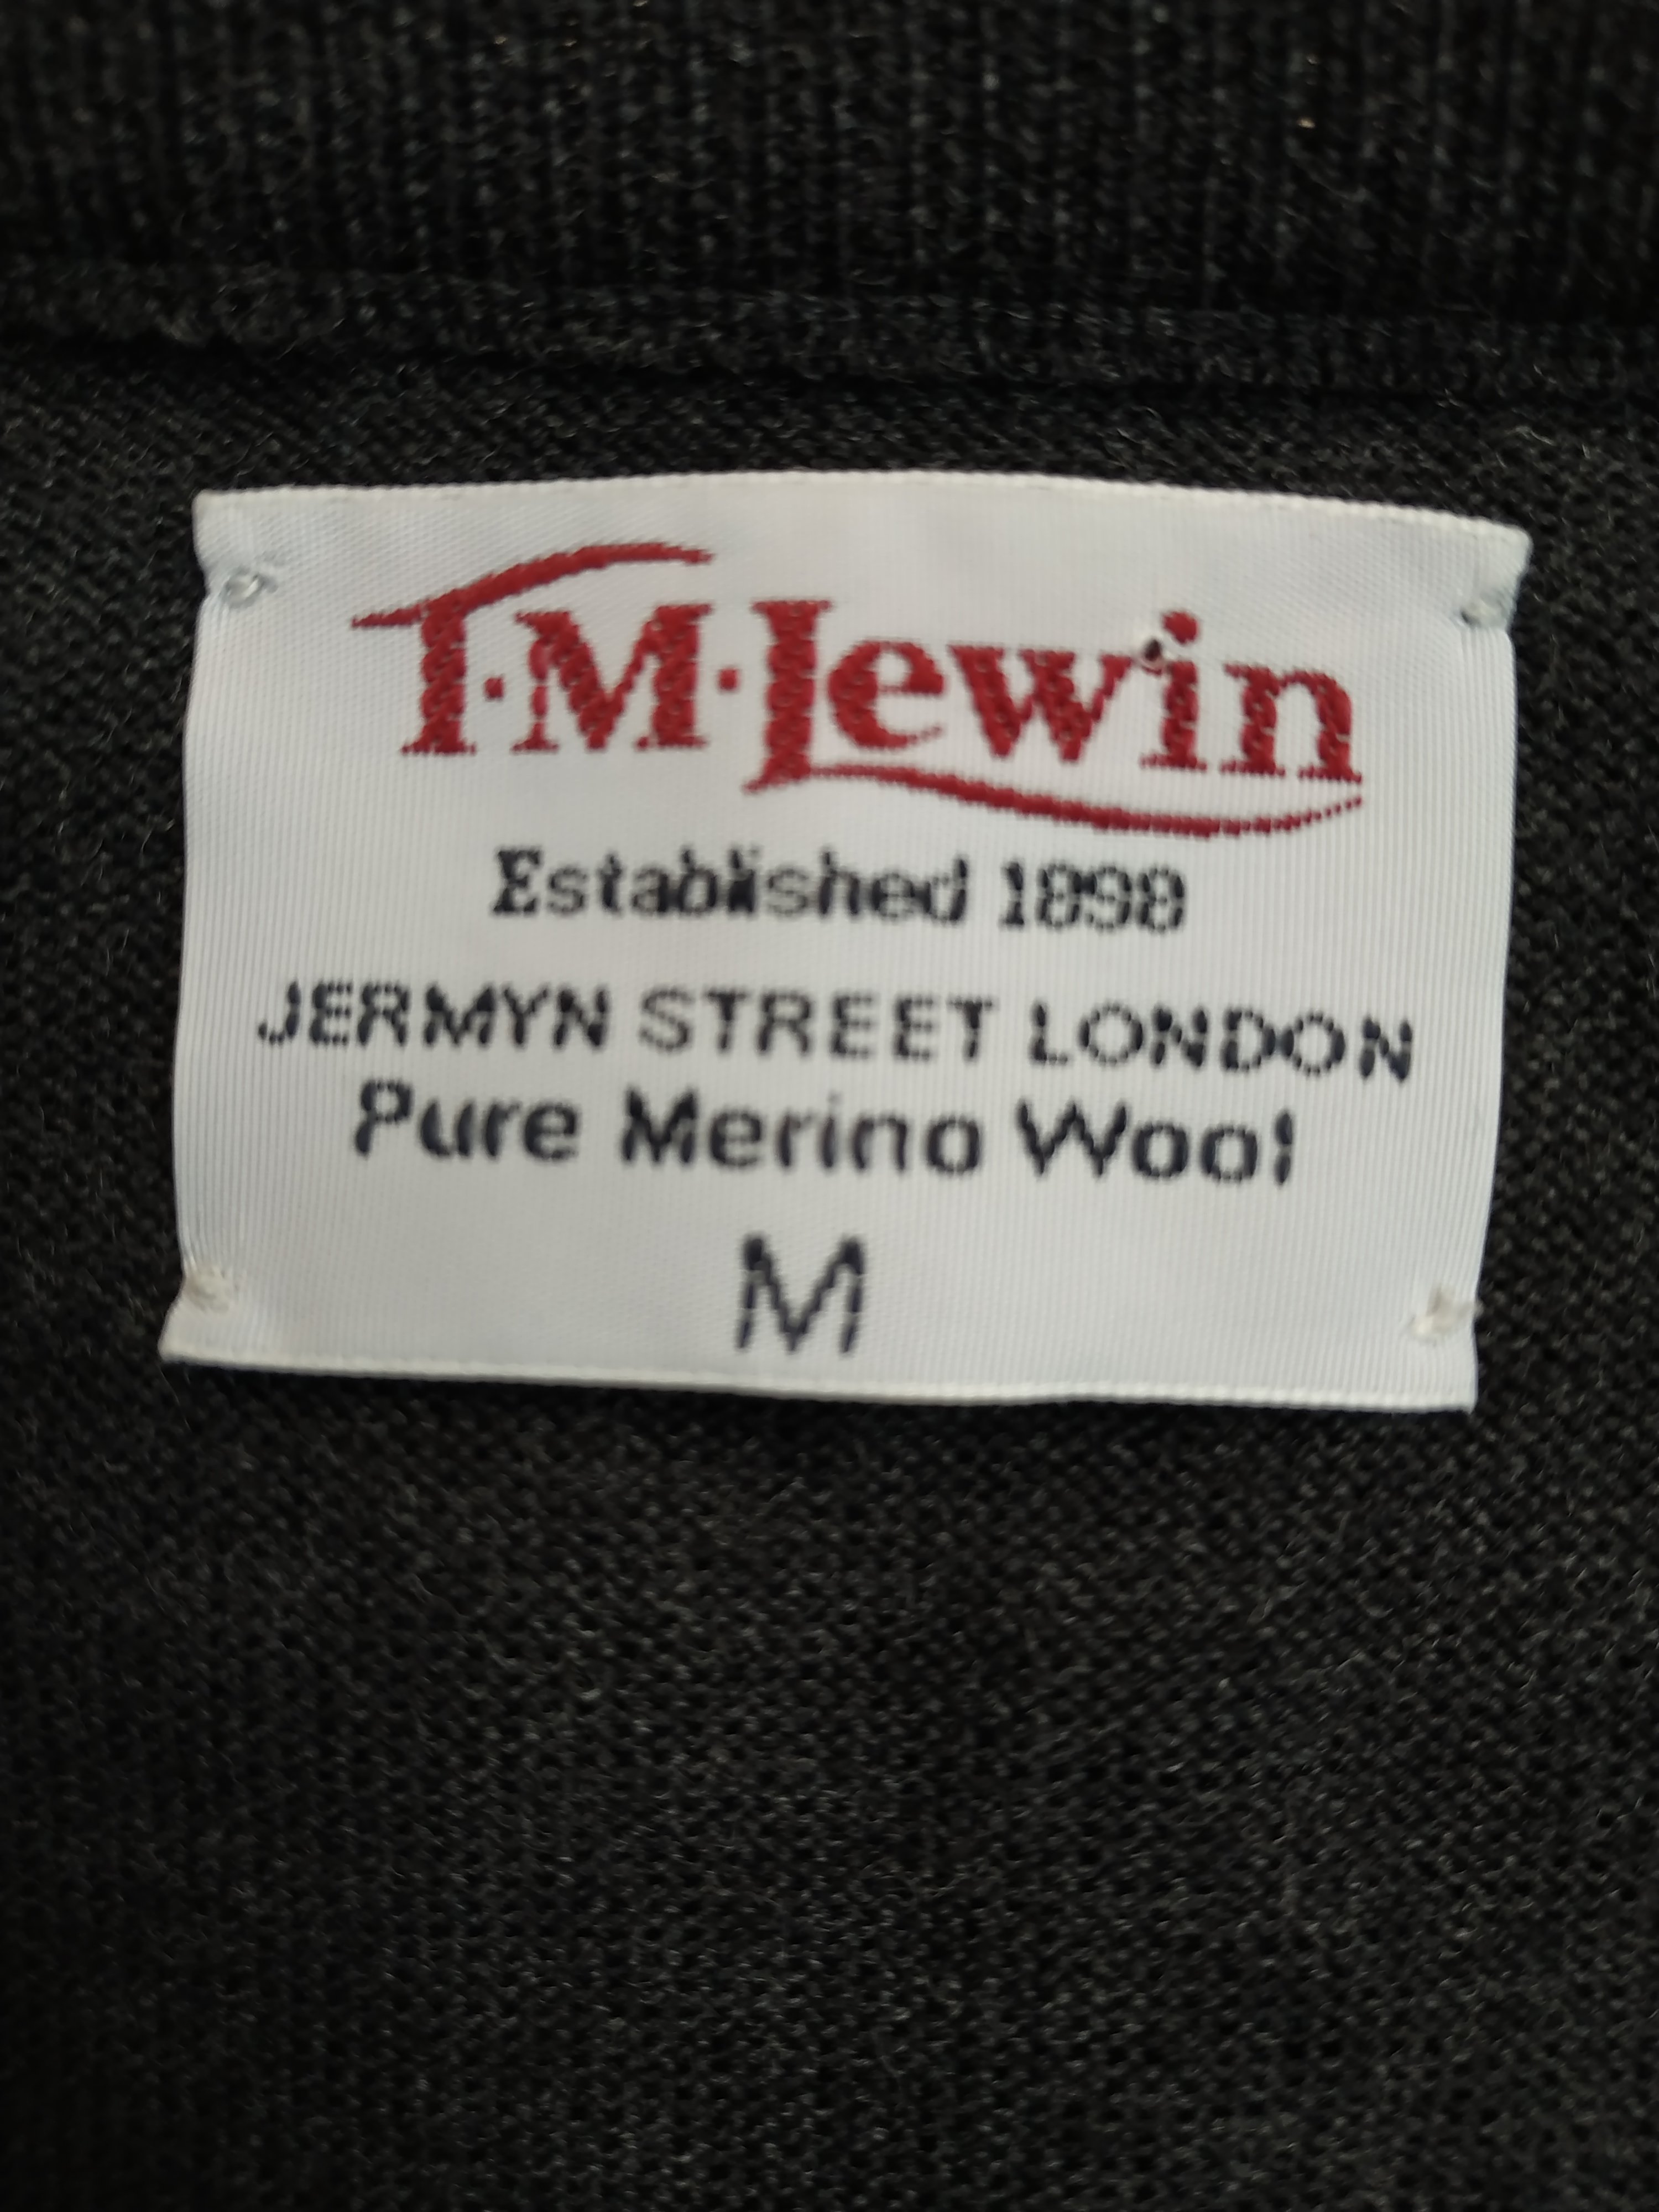 T·M·Lewin
Established 1898
JERMYN STREET LONDON
Pure Merino Wool
M